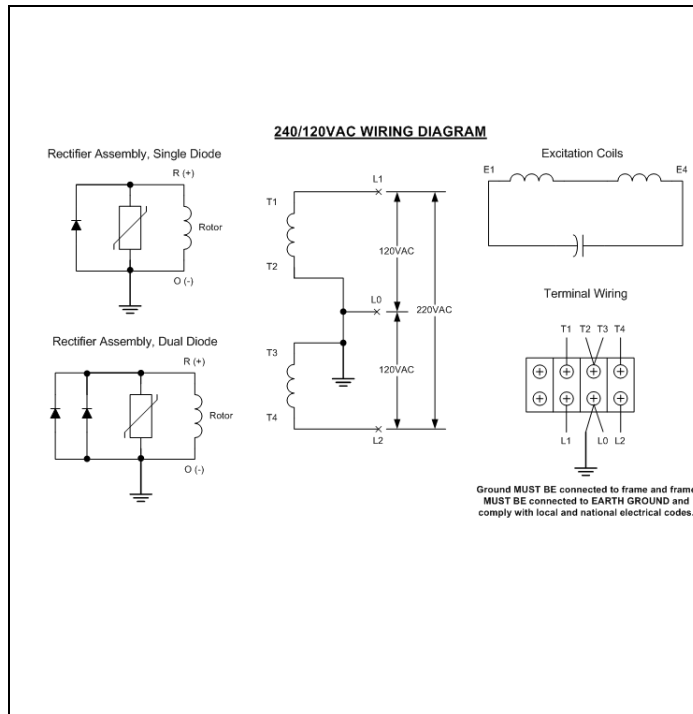 240/120VAC WIRING DIAGRAM
Rectifier Assembly, Single Diode
R (+)
Rotor
O (-)
Rectifier Assembly, Dual Diode
R (+)
Rotor
O (-)
L1
T1
T2
120VAC
L0
220VAC
T3
120VAC
T4
L2
Excitation Coils
E1
E4
Terminal Wiring
T1 T2 T3 T4
L1 L0 L2
Ground MUST BE connected to frame and frame
MUST BE connected to EARTH GROUND and
comply with local and national electrical codes.